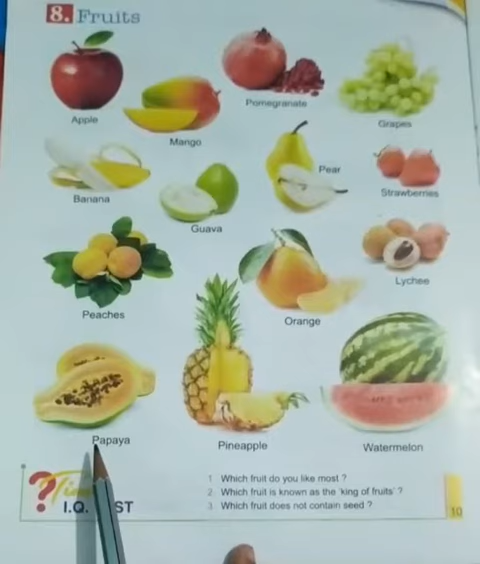 8. Fruits
Apple
Mango
Pomegranate
Grapes
Banana
Guava
Pear
Strawberries
Peaches
Orange
Lychee
Papaya
Pineapple
Watermelon
1 Which fruit do you like most ?
2. Which fruit is known as the 'king of fruits' ?
3. Which fruit does not contain seed ?
I.Q.
10